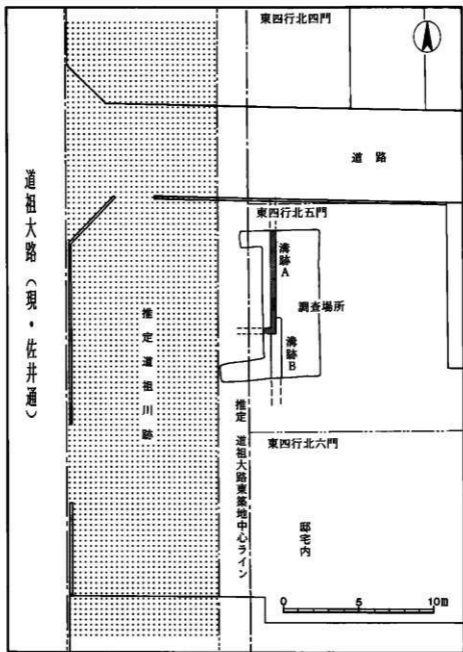 東四行北四門
道路
道祖大路（現・佐井通）
東四行北五門
溝跡A
調査場所
推定道祖川跡
溝跡B
推定 道祖大路東築地中心ライン
東四行北六門
邸宅内
0 5 10m